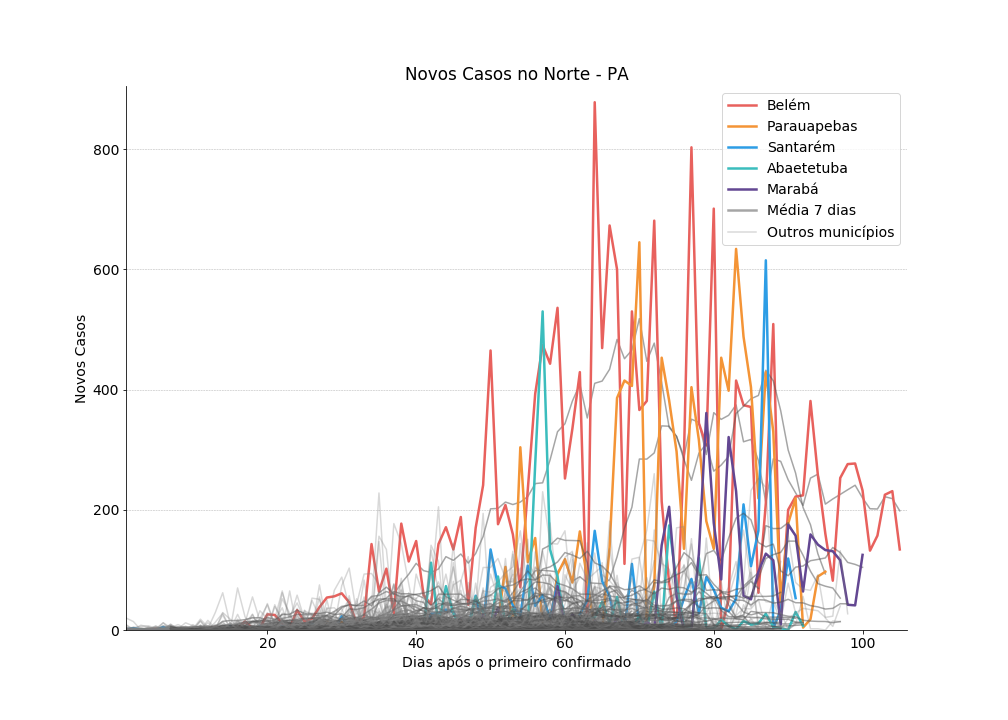 Novos Casos no Norte - PA
Novos Casos
800
600
400
200
0
20
40
60
80
100
Dias após o primeiro confirmado
Belém
Parauapebas
Santarém
Abaetetuba
Marabá
Média 7 dias
Outros municípios